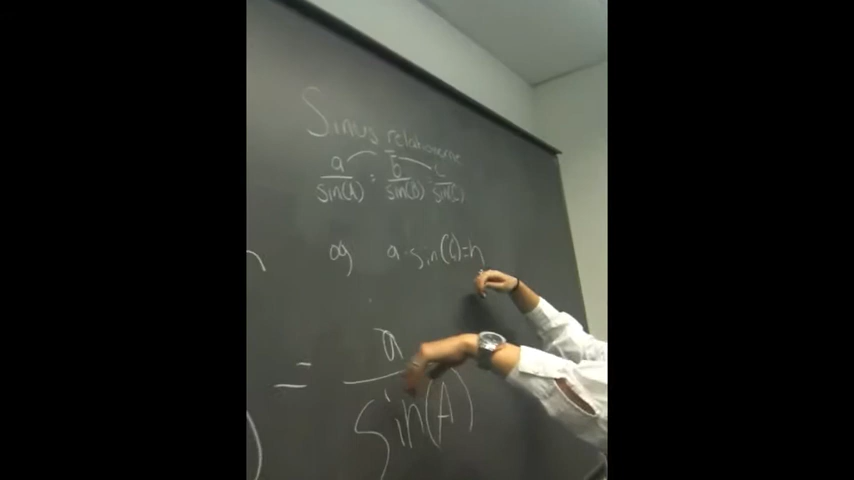 Sinus relationerne
a/sin(A) = b/sin(B) = c/sin(C)
og a·sin(C)=h
= a/sin(A)